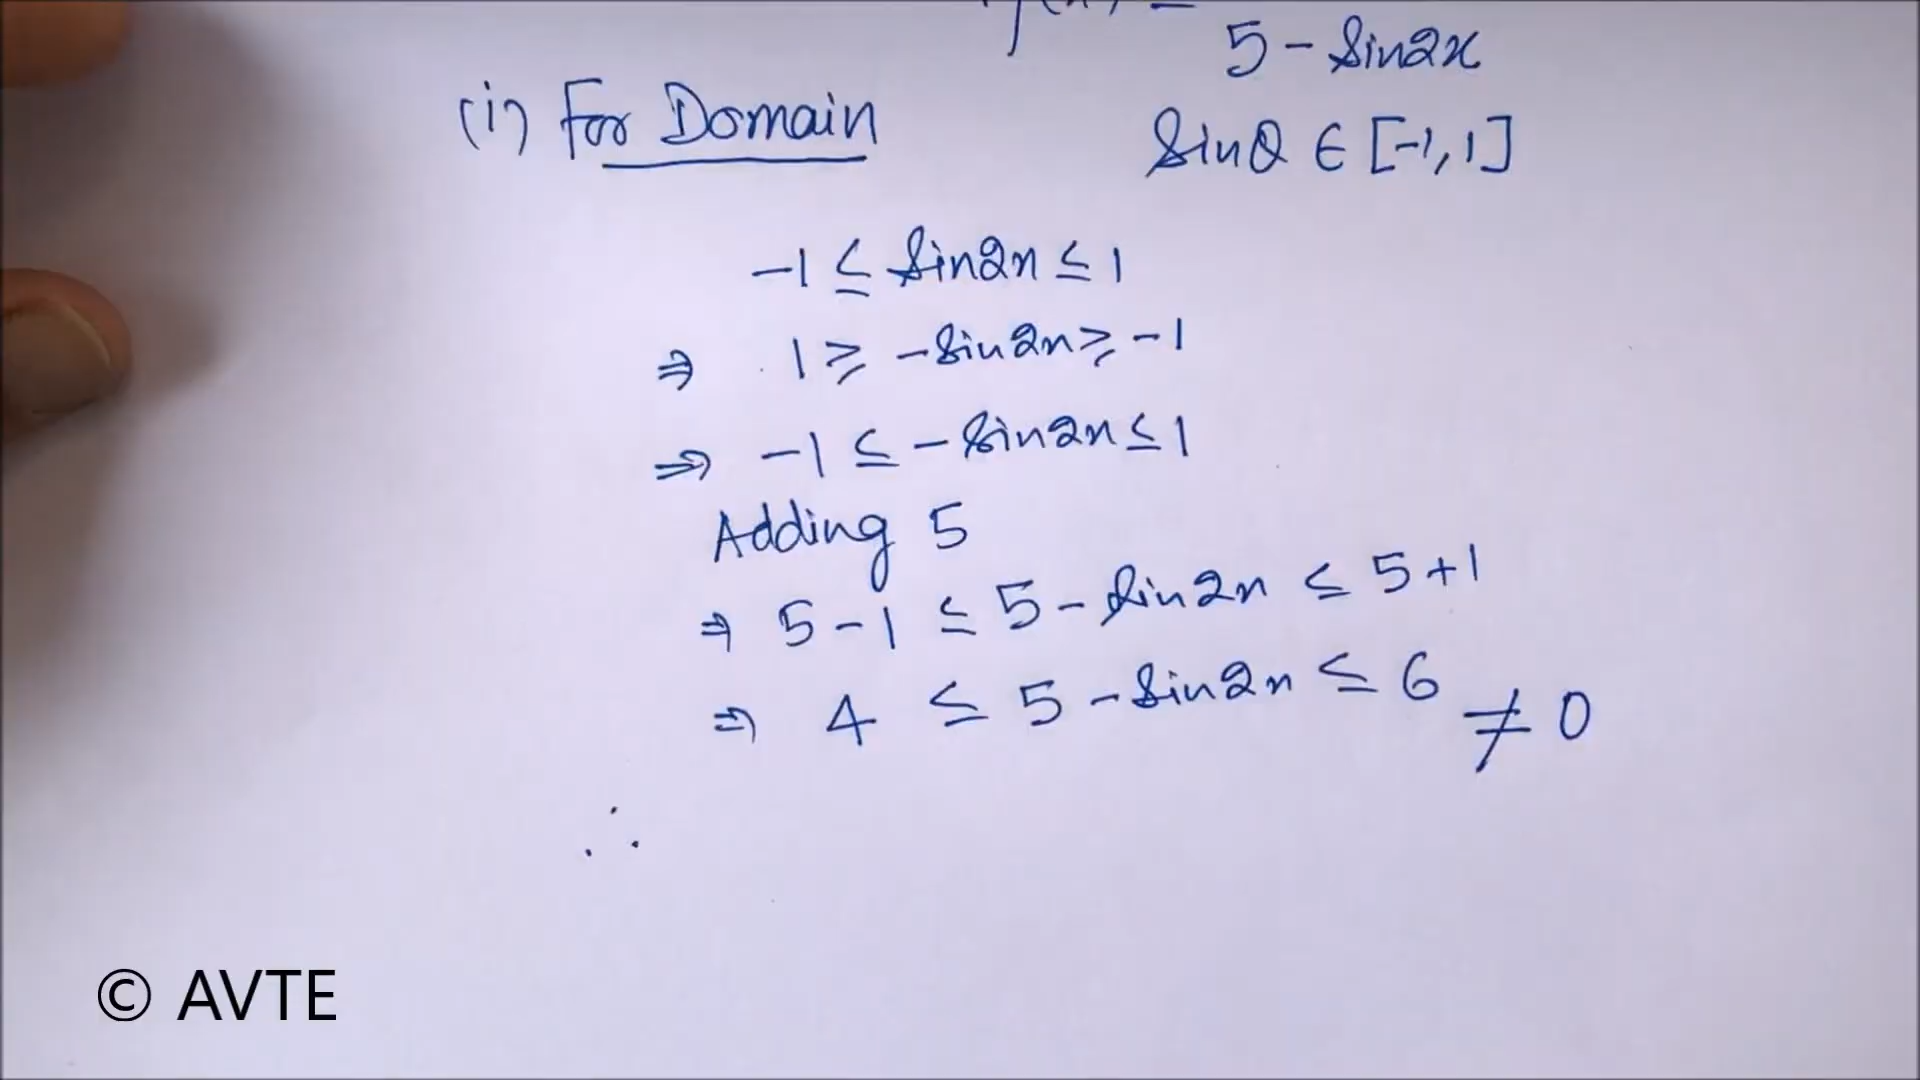 5 - Sin2x
(i) For Domain
Sinθ ∈ [-1, 1]
-1 ≤ Sin2x ≤ 1
⇒ 1 ≥ -Sin2x ≥ -1
⇒ -1 ≤ -Sin2x ≤ 1
Adding 5
⇒ 5-1 ≤ 5 - Sin2x ≤ 5+1
⇒ 4 ≤ 5 - Sin2x ≤ 6 ≠ 0
∴
© AVTE